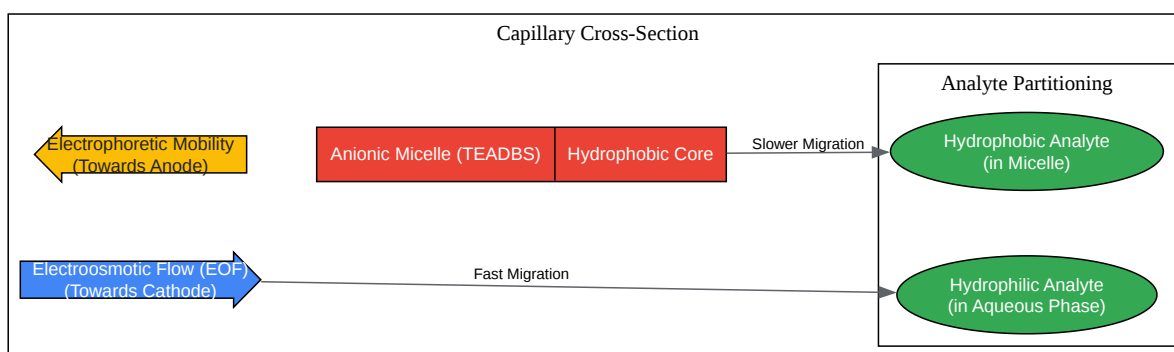 Capillary Cross-Section
Analyte Partitioning
Electrophoretic Mobility
(Towards Anode)
Anionic Micelle (TEADBS)
Hydrophobic Core
Slower Migration
Hydrophobic Analyte
(in Micelle)
Electroosmotic Flow (EOF)
(Towards Cathode)
Fast Migration
Hydrophilic Analyte
(in Aqueous Phase)